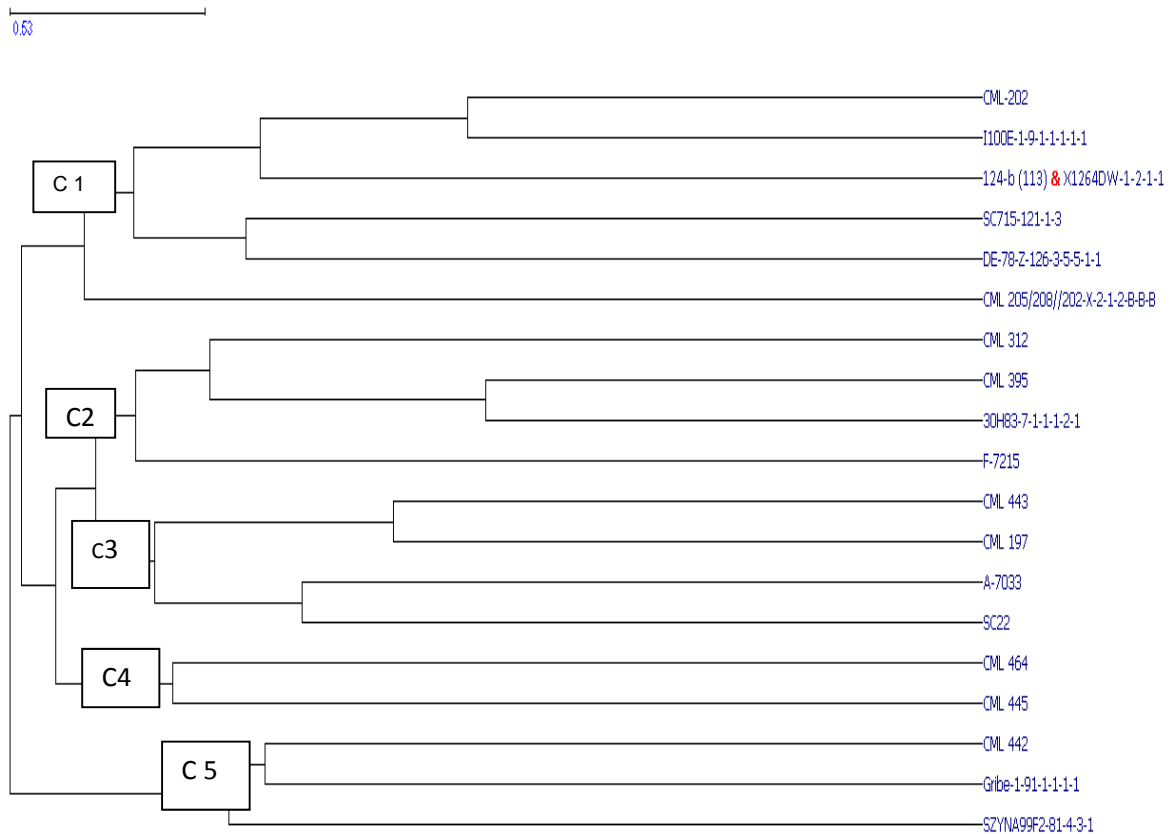 0.53
CML-202
I100E-1-9-1-1-1-1-1
C 1
124-b (113) & X1264DW-1-2-1-1
SC715-121-1-3
DE-78-Z-126-3-5-5-1-1
CML 205/208//202-X-2-1-2-B-B-B
CML 312
CML 395
C2
30H83-7-1-1-1-2-1
F-7215
CML 443
C3
CML 197
A-7033
SC22
CML 464
C4
CML 445
CML 442
C 5
Gribe-1-91-1-1-1-1
SZYNA99F2-81-4-3-1